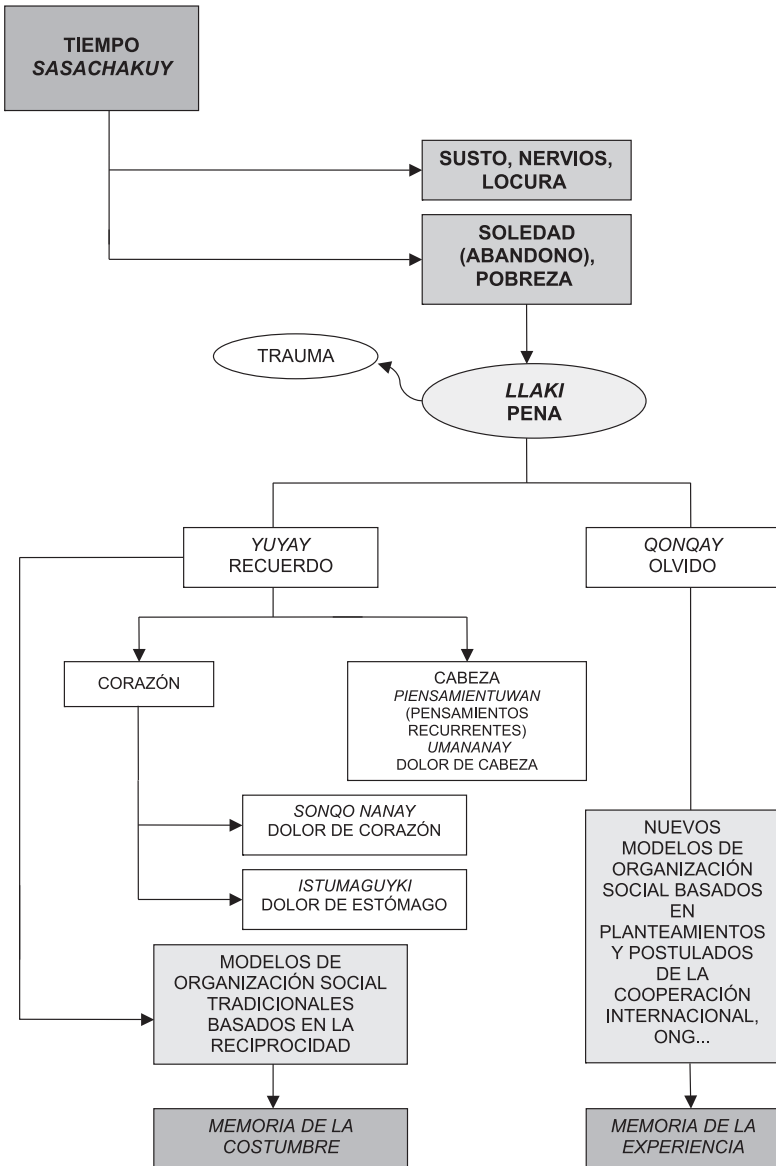 TIEMPO
SASACHAKUY
SUSTO, NERVIOS,
LOCURA
SOLEDAD
(ABANDONO),
POBREZA
TRAUMA
LLAKI
PENA
YUYAY
RECUERDO
QONQAY
OLVIDO
CORAZÓN
CABEZA
PIENSAMIENTUWAN
(PENSAMIENTOS
RECURRENTES)
UMANANAY
DOLOR DE CABEZA
SONQO NANAY
DOLOR DE CORAZÓN
ISTUMAGUYKI
DOLOR DE ESTÓMAGO
MODELOS DE
ORGANIZACIÓN SOCIAL
TRADICIONALES
BASADOS EN LA
RECIPROCIDAD
NUEVOS
MODELOS DE
ORGANIZACIÓN
SOCIAL BASADOS
EN
PLANTEAMIENTOS
Y POSTULADOS
DE LA
COOPERACIÓN
INTERNACIONAL,
ONG...
MEMORIA DE LA
COSTUMBRE
MEMORIA DE LA
EXPERIENCIA